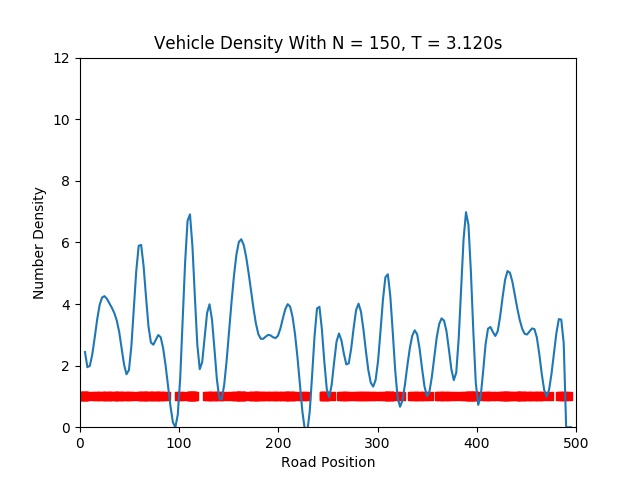 Vehicle Density With N = 150, T = 3.120s
12
10
8
6
4
2
0
Number Density
0 100 200 300 400 500
Road Position